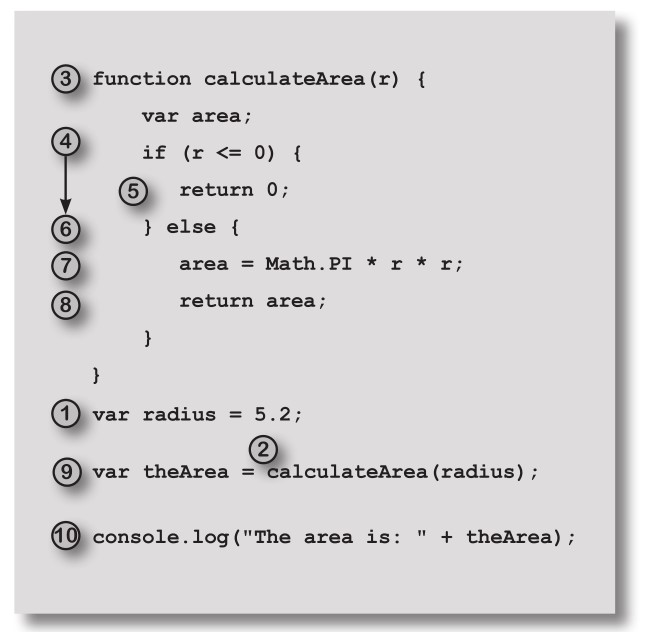 3 function calculateArea(r) {
var area;
4 if (r <= 0) {
5 return 0;
6 } else {
7 area = Math.PI * r * r;
8 return area;
}
}
1 var radius = 5.2;
2
9 var theArea = calculateArea(radius);
10 console.log("The area is: " + theArea);